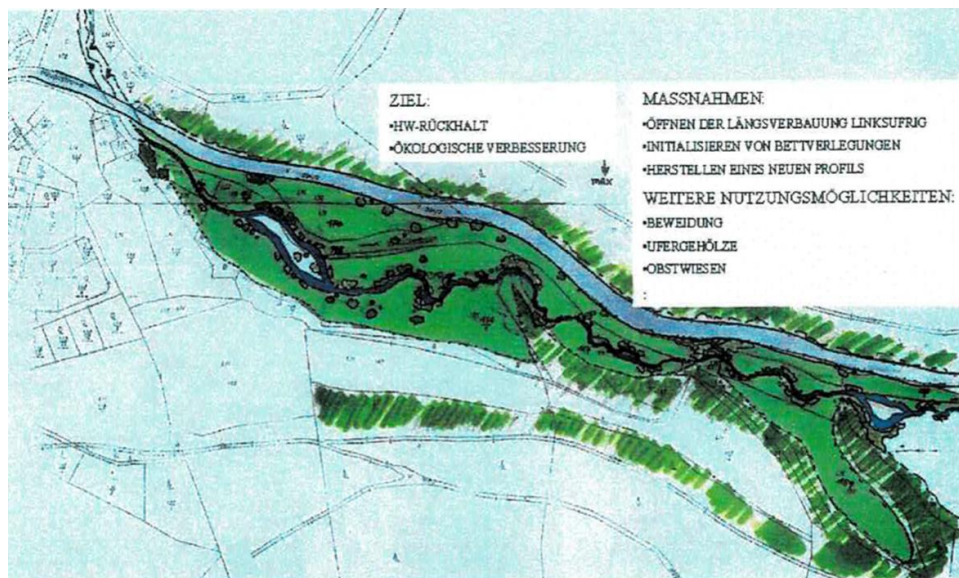 ZIEL:
•HW-RÜCKHALT
•ÖKOLOGISCHE VERBESSERUNG
MASSNAHMEN:
•ÖFFNEN DER LÄNGSVERBAUUNG LINKSUFRIG
•INITIALISIEREN VON BETTVERLEGUNGEN
•HERSTELLEN EINES NEUEN PROFILS
WEITERE NUTZUNGSMÖGLICHKEITEN:
•BEWEIDUNG
•UFERGEHÖLZE
•OBSTWIESEN
: